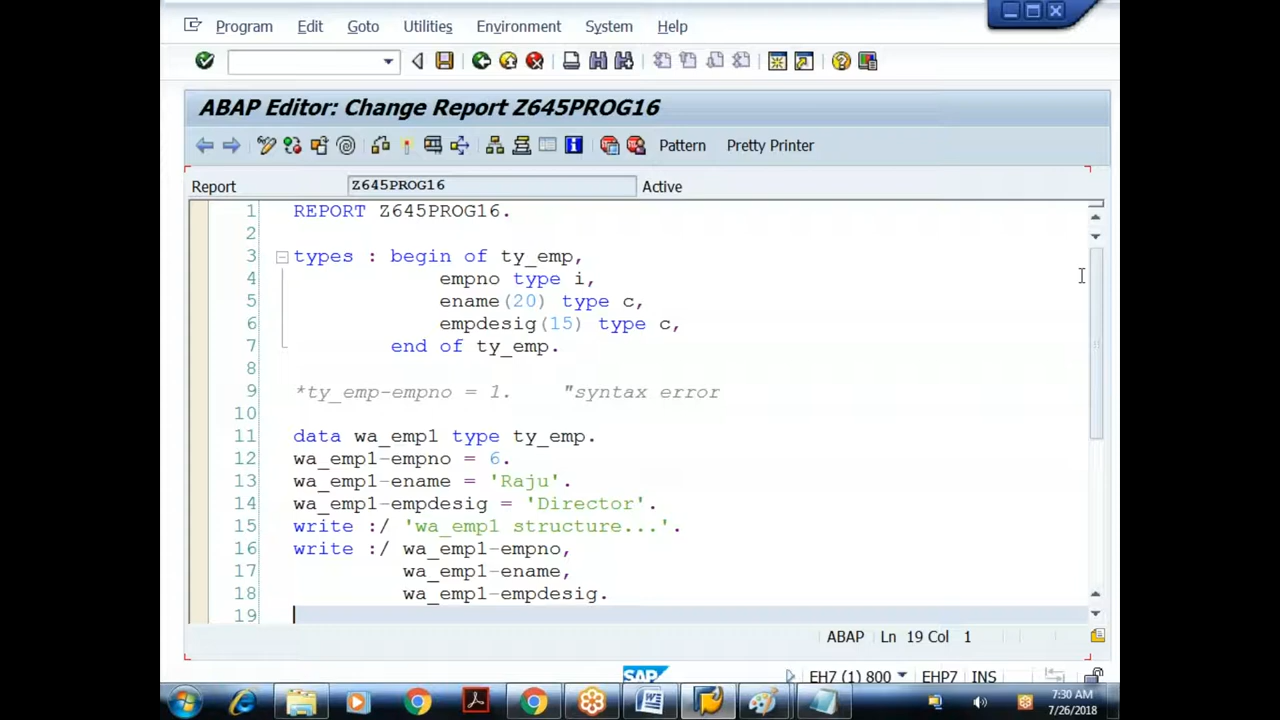 Program Edit Goto Utilities Environment System Help
ABAP Editor: Change Report Z645PROG16
Pattern Pretty Printer
Report Z645PROG16 Active
1 REPORT Z645PROG16.
2
3 types : begin of ty_emp,
4 empno type i,
5 ename(20) type c,
6 empdesig(15) type c,
7 end of ty_emp.
8
9 *ty_emp-empno = 1. "syntax error
10
11 data wa_emp1 type ty_emp.
12 wa_emp1-empno = 6.
13 wa_emp1-ename = 'Raju'.
14 wa_emp1-empdesig = 'Director'.
15 write :/ 'wa_emp1 structure...'.
16 write :/ wa_emp1-empno,
17 wa_emp1-ename,
18 wa_emp1-empdesig.
19
ABAP Ln 19 Col 1
SAP EH7 (1) 800 EHP7 INS
7:30 AM
7/26/2018